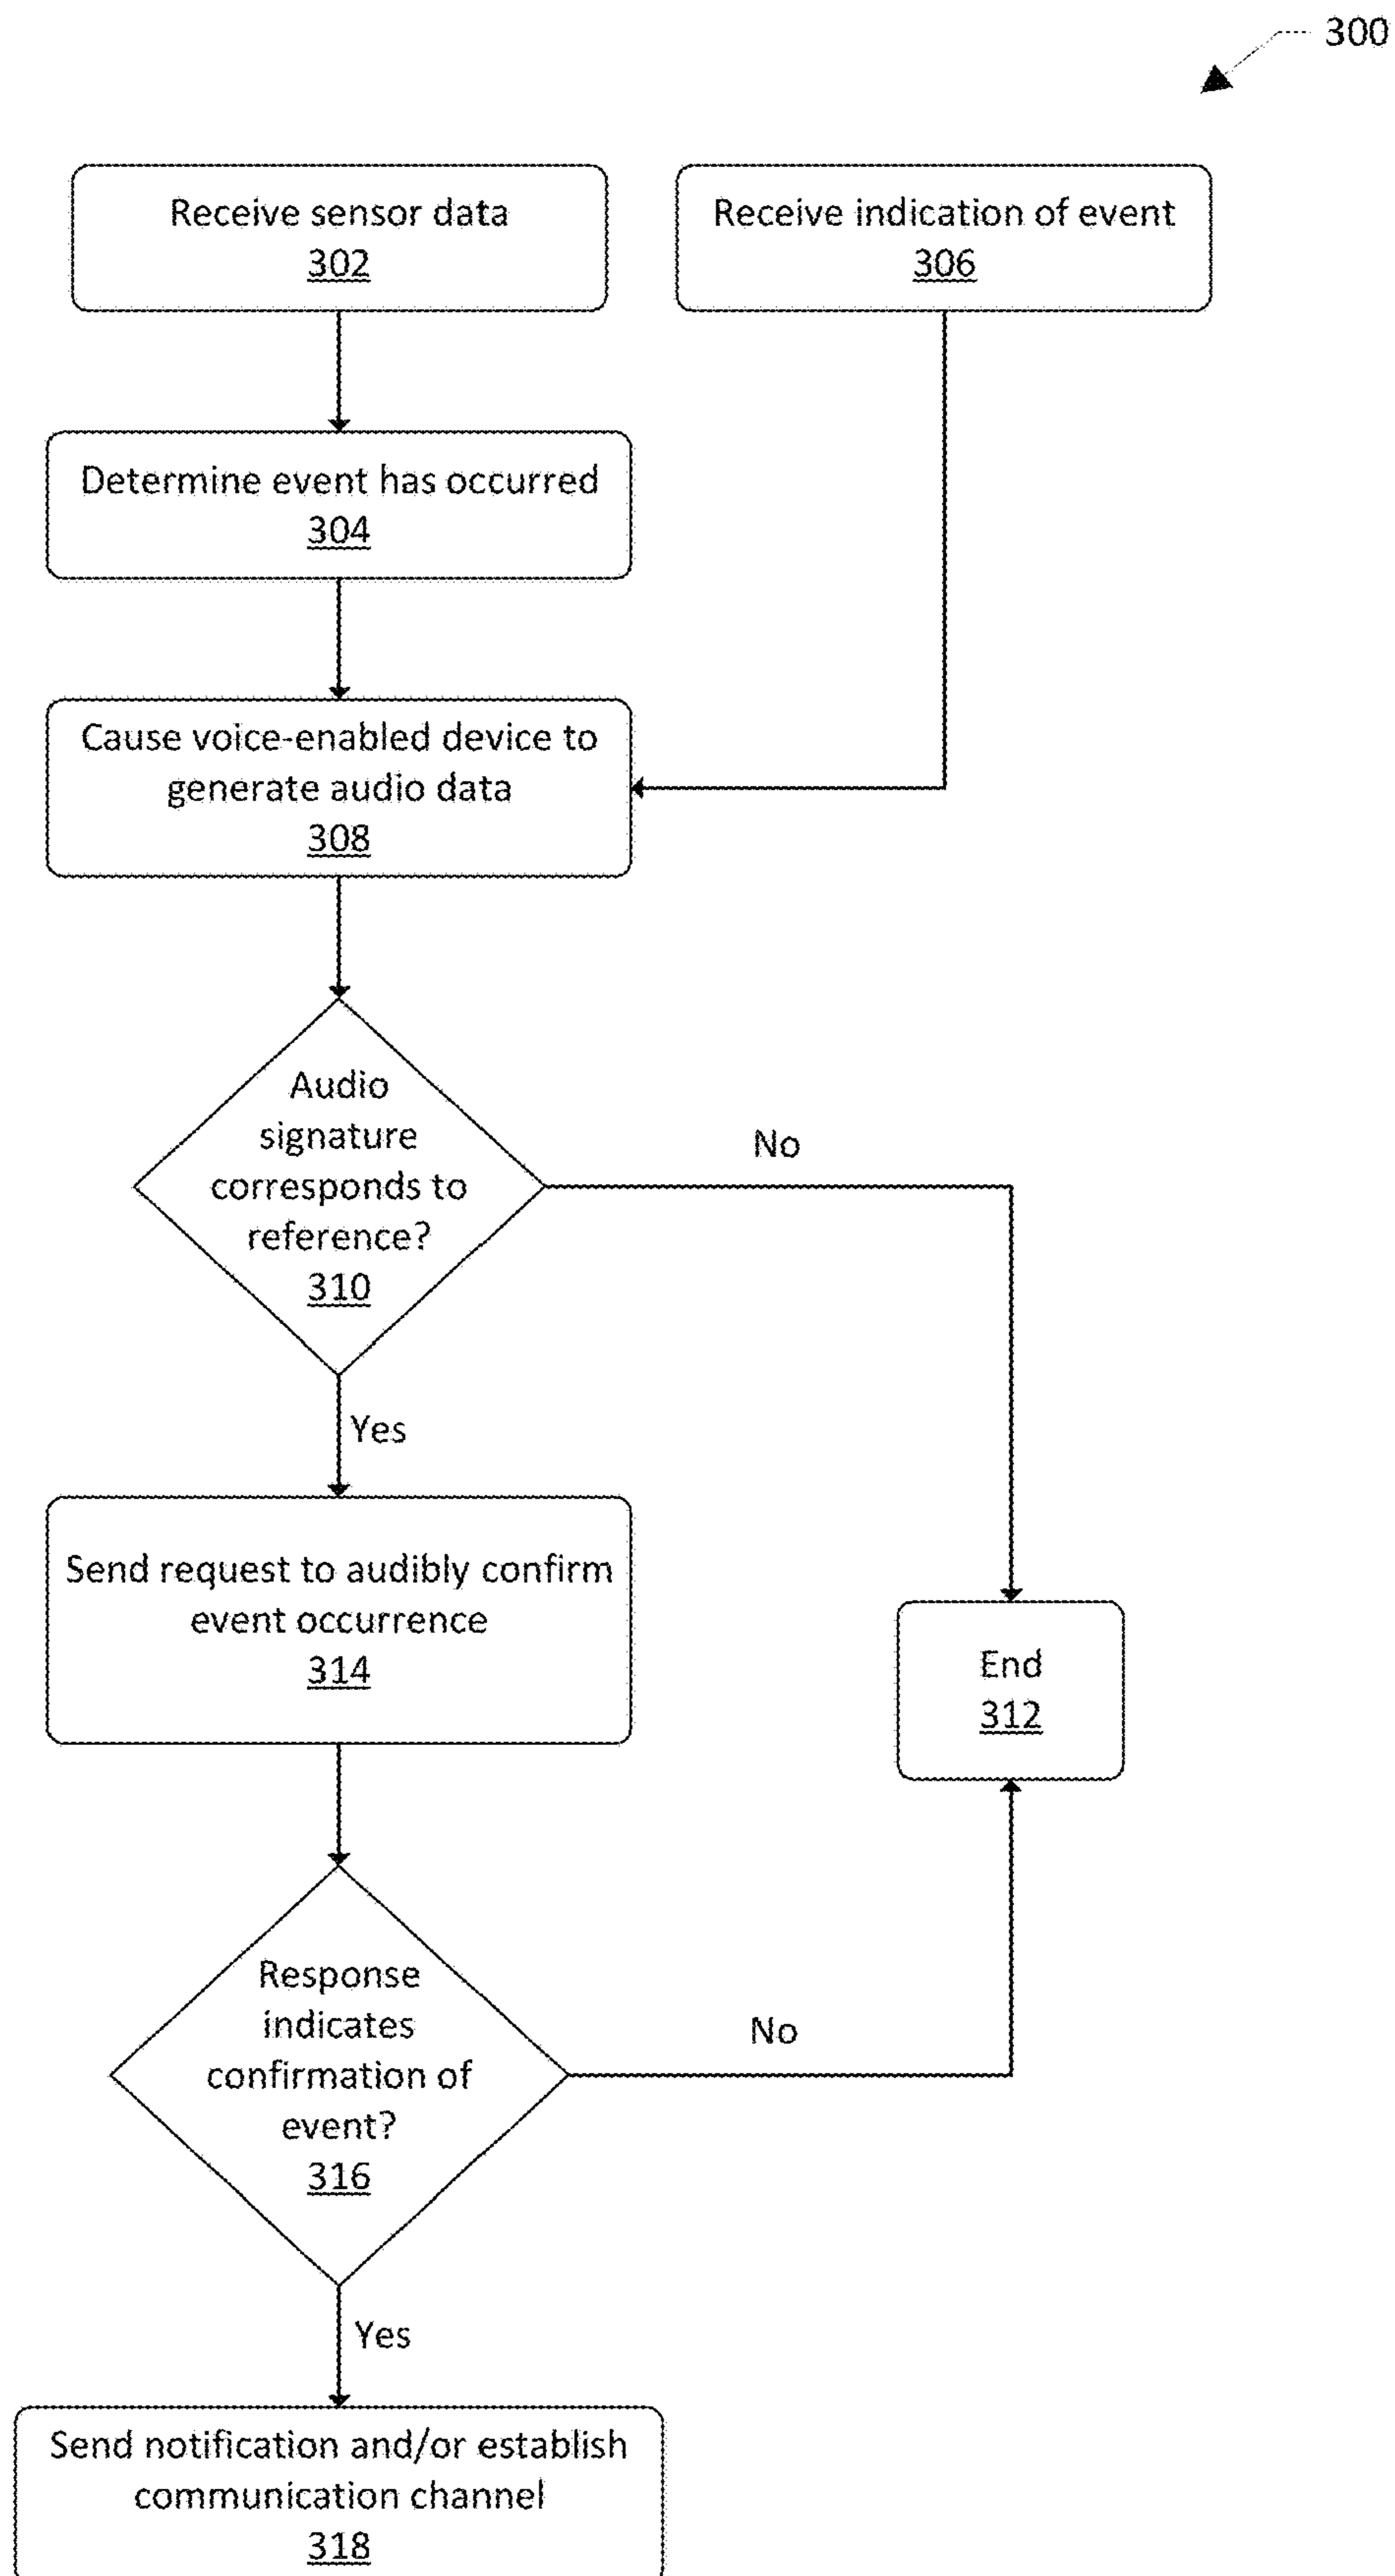 300
Receive sensor data
302
Receive indication of event
306
Determine event has occurred
304
Cause voice-enabled device to
generate audio data
308
Audio
signature
corresponds to
reference?
310
No
Yes
Send request to audibly confirm
event occurrence
314
End
312
Response
indicates
confirmation of
event?
316
No
Yes
Send notification and/or establish
communication channel
318